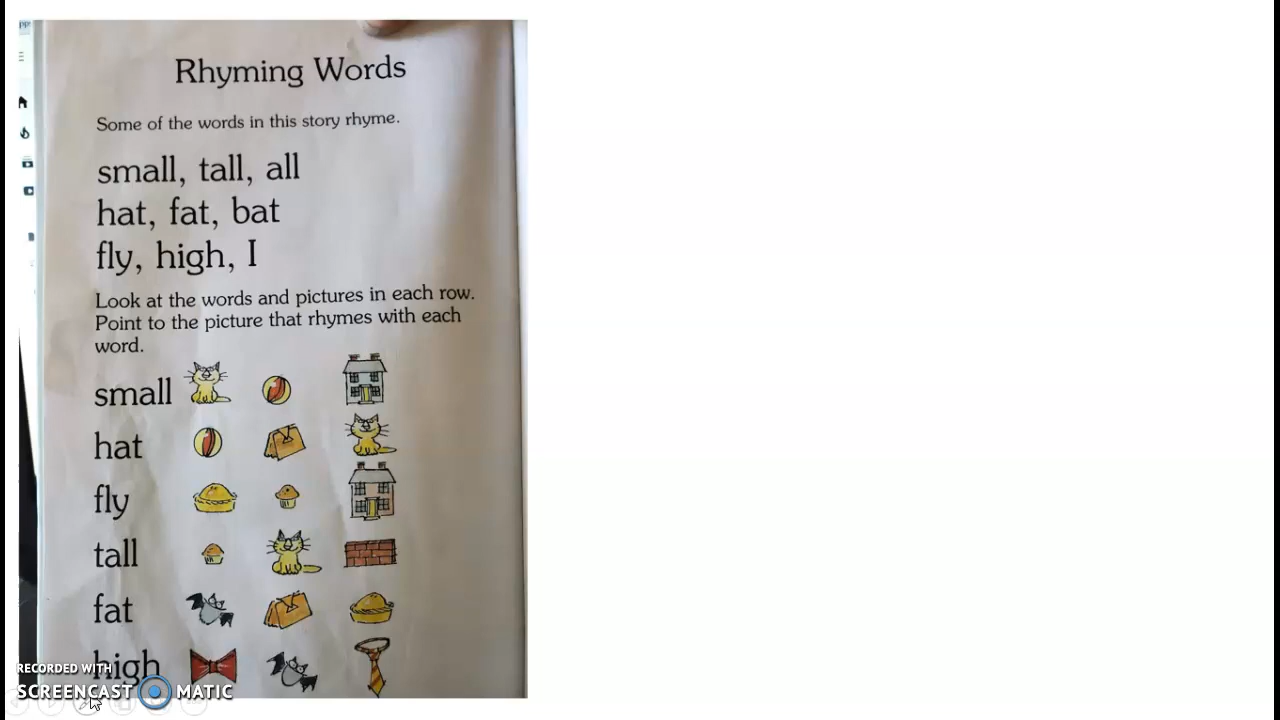 Rhyming Words
Some of the words in this story rhyme.
small, tall, all
hat, fat, bat
fly, high, I
Look at the words and pictures in each row.
Point to the picture that rhymes with each
word.
small
hat
fly
tall
fat
high
RECORDED WITH
SCREENCAST MATIC